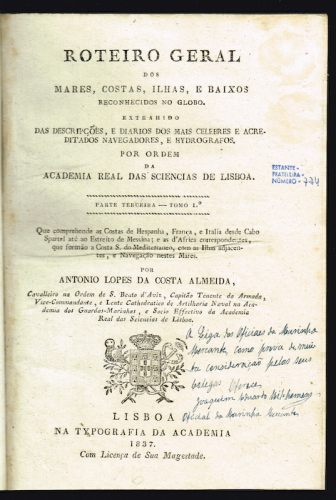 ROTEIRO GERAL
DOS
MARES, COSTAS, ILHAS, E BAIXOS
RECONHECIDOS NO GLOBO.
EXTRAHIDO
DAS DESCRIPÇÕES, E DIARIOS DOS MAIS CELEBRES E ACRE-
DITADOS NAVEGADORES, E HYDROGRAFOS.
POR ORDEM
DA
ACADEMIA REAL DAS SCIENCIAS DE LISBOA.
ESTANTE-
PRATELEIRA-
NÚMERO-
PARTE TERCEIRA — TOMO I.º
Que comprehende as Costas de Hespanha, França, e Italia desde Cabo
Spartel até ao Estreito de Messina; e as d'Africa correspondentes,
que formão a Costa S. do Mediterraneo, com as Ilhas adjacen-
tes, e Navegação nestes Mares.
POR
ANTONIO LOPES DA COSTA ALMEIDA,
Cavalleiro na Ordem de S. Bento d'Aviz, Capitão Tenente da Armada,
Vice-Commandante, e Lente Cathedratico de Artilharia Naval na Aca-
demia dos Guardas-Marinhas, e Socio Effectivo da Academia
Real das Sciencias de Lisboa.
A Liga dos Officiaes da Marinha
Mercante como prova de
consideração pelos seus
collegas Offerece
Joaquim Duarte
Official da Marinha Mercante
LISBOA
NA TYPOGRAFIA DA ACADEMIA
1837.
Com Licença de Sua Magestade.